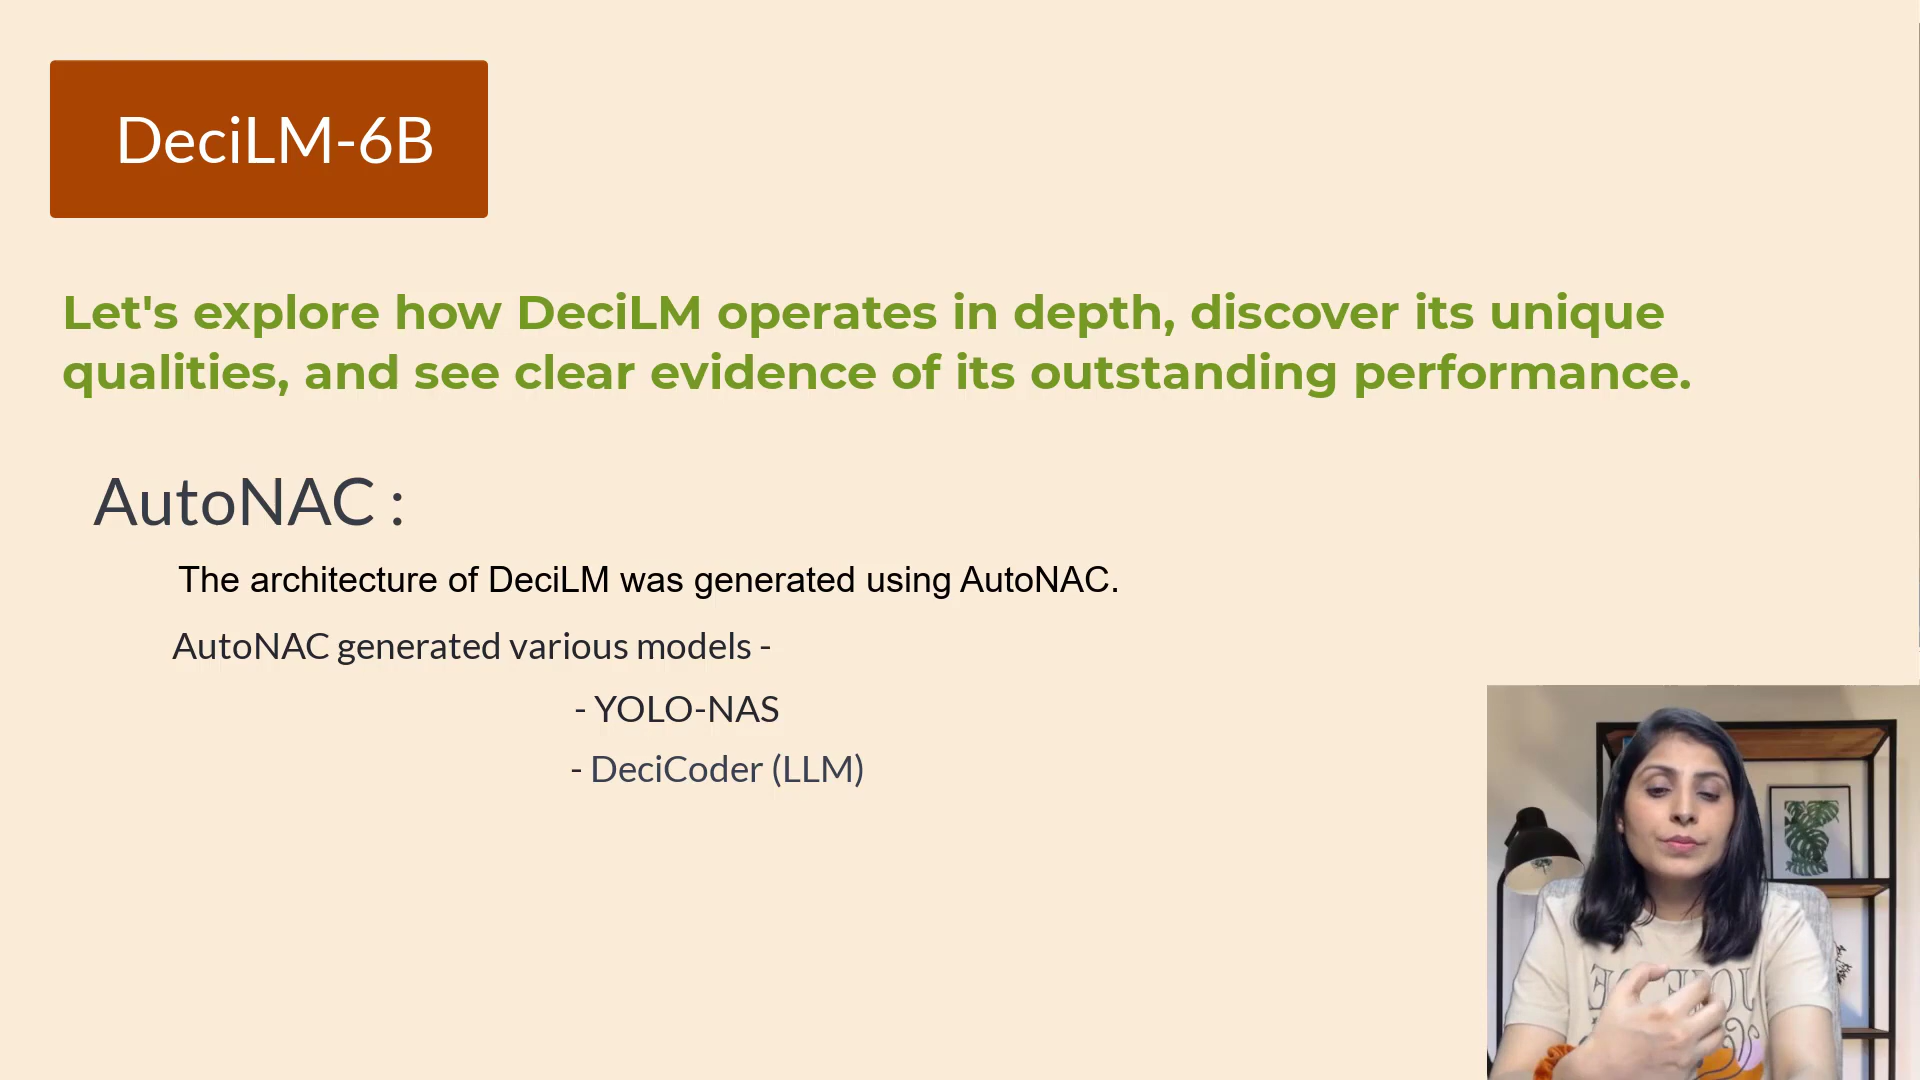 DeciLM-6B
Let's explore how DeciLM operates in depth, discover its unique
qualities, and see clear evidence of its outstanding performance.
AutoNAC :
The architecture of DeciLM was generated using AutoNAC.
AutoNAC generated various models -
- YOLO-NAS
- DeciCoder (LLM)